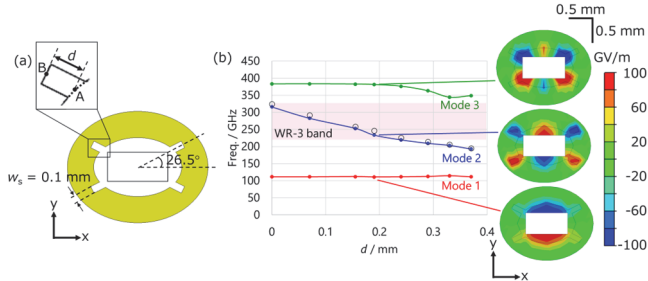 (a)
d
B
A
26.5°
wₛ = 0.1 mm
y
x
(b)
450
400
350
300
250
200
150
100
50
0
Freq. / GHz
WR-3 band
Mode 3
Mode 2
Mode 1
0 0.1 0.2 0.3 0.4
d / mm
0.5 mm
0.5 mm
GV/m
100
60
20
-20
-60
-100
y
x